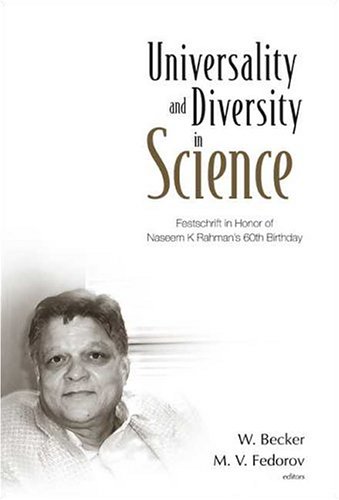 Universality
and Diversity
in
Science
Festschrift in Honor of
Naseem K Rahman's 60th Birthday
W. Becker
M. V. Fedorov
editors